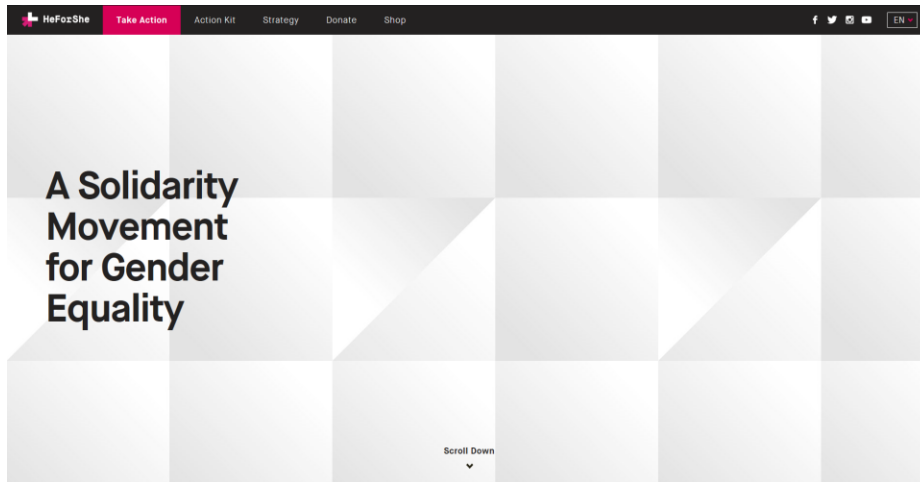 HeForShe Take Action Action Kit Strategy Donate Shop EN
A Solidarity
Movement
for Gender
Equality
Scroll Down